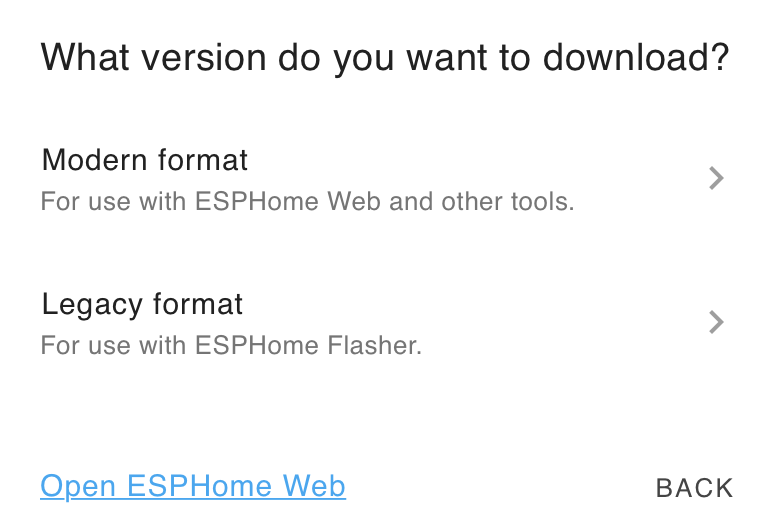 What version do you want to download?
Modern format
For use with ESPHome Web and other tools.
Legacy format
For use with ESPHome Flasher.
Open ESPHome Web
BACK